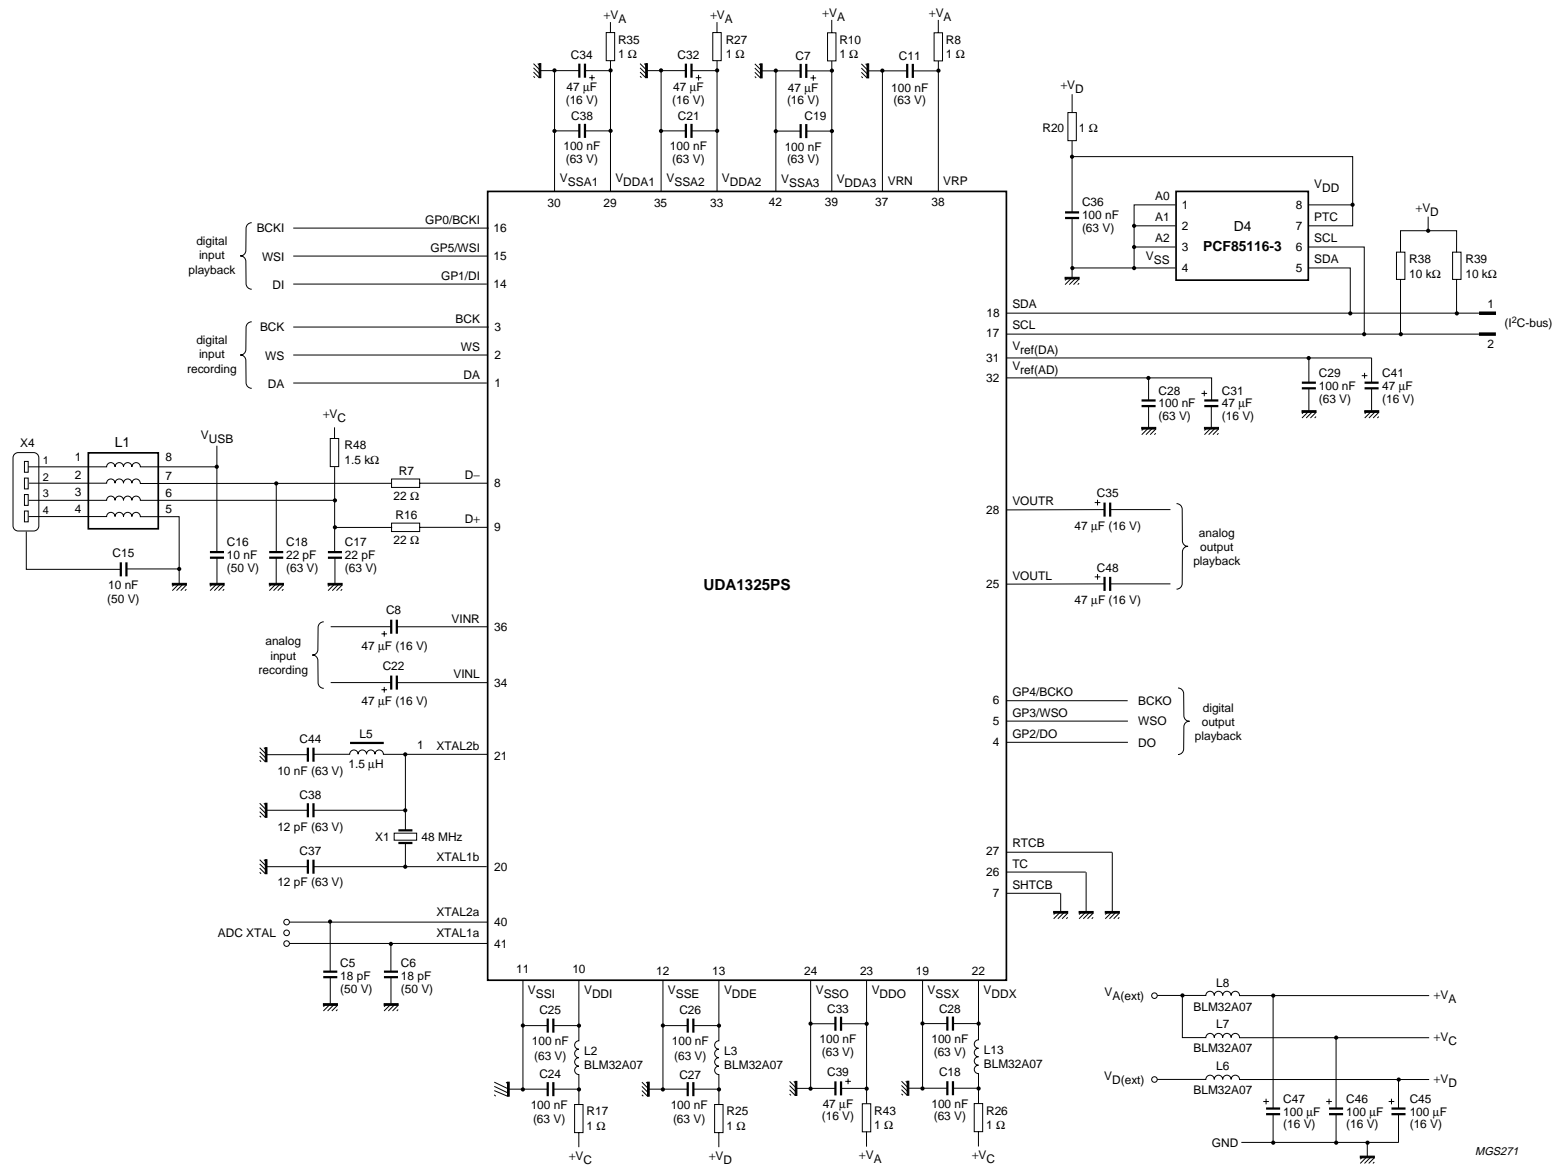 +VA
+VA
+VA
+VA
R35
1 Ω
R27
1 Ω
R10
1 Ω
R8
1 Ω
C34
+
47 µF
(16 V)
C32
+
47 µF
(16 V)
C7
+
47 µF
(16 V)
C11
100 nF
(63 V)
C38
100 nF
(63 V)
C21
100 nF
(63 V)
C19
100 nF
(63 V)
VSSA1
VDDA1
VSSA2
VDDA2
VSSA3
VDDA3
VRN
VRP
30
29
35
33
42
39
37
38
+VD
R20
1 Ω
C36
100 nF
(63 V)
A0
A1
A2
VSS
1
2
3
4
D4
PCF85116-3
8
7
6
5
VDD
PTC
SCL
SDA
+VD
R38
10 kΩ
R39
10 kΩ
1
(I2C-bus)
2
digital
input
playback
BCKI
WSI
DI
GP0/BCKI
GP5/WSI
GP1/DI
16
15
14
digital
input
recording
BCK
WS
DA
BCK
WS
DA
3
2
1
18
SDA
17
SCL
31
Vref(DA)
32
Vref(AD)
C28
100 nF
(63 V)
+
C31
47 µF
(16 V)
C29
100 nF
(63 V)
+
C41
47 µF
(16 V)
X4
1
2
3
4
1
2
3
4
L1
8
7
6
5
VUSB
+VC
R48
1.5 kΩ
R7
22 Ω
D−
8
R16
22 Ω
D+
9
C15
10 nF
(50 V)
C16
10 nF
(50 V)
C18
22 pF
(63 V)
C17
22 pF
(63 V)
UDA1325PS
28
VOUTR
+
C35
47 µF (16 V)
25
VOUTL
+
C48
47 µF (16 V)
analog
output
playback
analog
input
recording
C8
+
47 µF (16 V)
VINR
36
C22
+
47 µF (16 V)
VINL
34
6
GP4/BCKO
BCKO
5
GP3/WSO
WSO
4
GP2/DO
DO
digital
output
playback
C44
10 nF (63 V)
L5
1.5 µH
1
XTAL2b
21
C38
12 pF (63 V)
X1
48 MHz
C37
12 pF (63 V)
XTAL1b
20
27
RTCB
26
TC
7
SHTCB
ADC XTAL
XTAL2a
40
XTAL1a
41
C5
18 pF
(50 V)
C6
18 pF
(50 V)
11
10
12
13
24
23
19
22
VSSI
VDDI
VSSE
VDDE
VSSO
VDDO
VSSX
VDDX
C25
100 nF
(63 V)
L2
BLM32A07
C24
100 nF
(63 V)
R17
1 Ω
+VC
C26
100 nF
(63 V)
L3
BLM32A07
C27
100 nF
(63 V)
R25
1 Ω
+VD
C33
100 nF
(63 V)
C39
+
47 µF
(16 V)
R43
1 Ω
+VA
C28
100 nF
(63 V)
L13
BLM32A07
C18
100 nF
(63 V)
R26
1 Ω
+VC
VA(ext)
L8
BLM32A07
+VA
L7
BLM32A07
+VC
VD(ext)
L6
BLM32A07
+VD
+
C47
100 µF
(16 V)
+
C46
100 µF
(16 V)
+
C45
100 µF
(16 V)
GND
MGS271